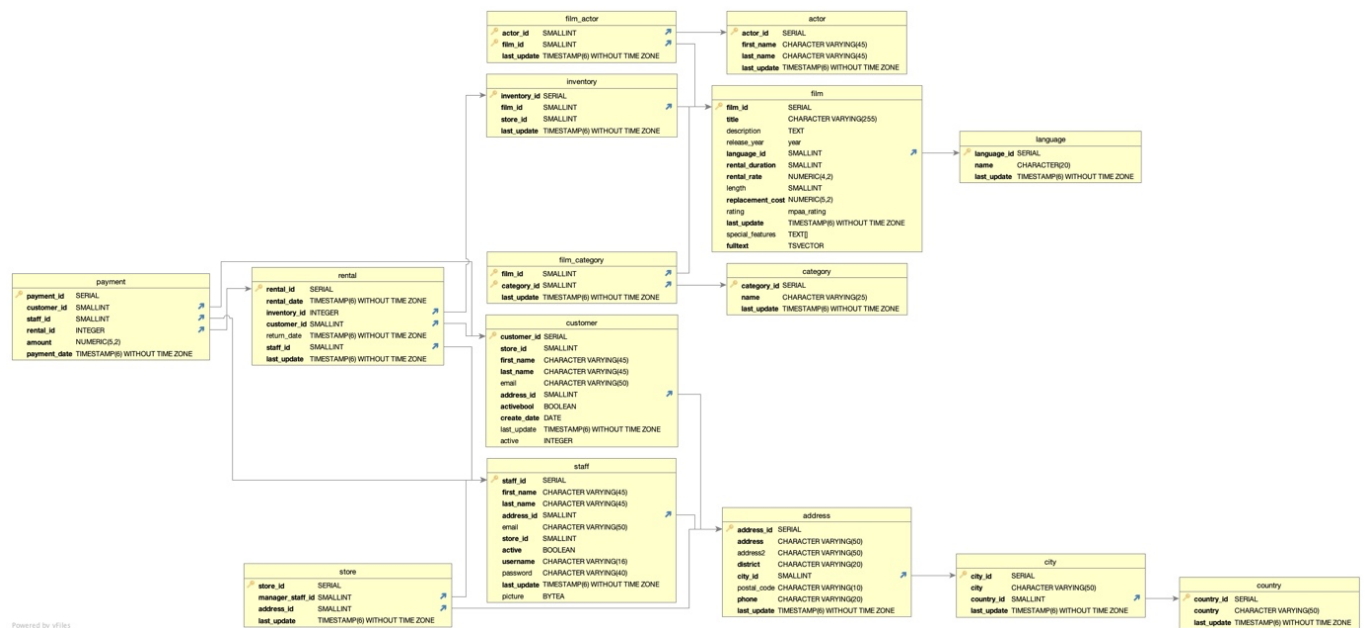 film_actor
actor_id SMALLINT
film_id SMALLINT
last_update TIMESTAMP(6) WITHOUT TIME ZONE
actor
actor_id SERIAL
first_name CHARACTER VARYING(45)
last_name CHARACTER VARYING(45)
last_update TIMESTAMP(6) WITHOUT TIME ZONE
inventory
inventory_id SERIAL
film_id SMALLINT
store_id SMALLINT
last_update TIMESTAMP(6) WITHOUT TIME ZONE
film
film_id SERIAL
title CHARACTER VARYING(255)
description TEXT
release_year year
language_id SMALLINT
rental_duration SMALLINT
rental_rate NUMERIC(4,2)
length SMALLINT
replacement_cost NUMERIC(5,2)
rating mpaa_rating
last_update TIMESTAMP(6) WITHOUT TIME ZONE
special_features TEXT[]
fulltext TSVECTOR
language
language_id SERIAL
name CHARACTER(20)
last_update TIMESTAMP(6) WITHOUT TIME ZONE
film_category
film_id SMALLINT
category_id SMALLINT
last_update TIMESTAMP(6) WITHOUT TIME ZONE
category
category_id SERIAL
name CHARACTER VARYING(25)
last_update TIMESTAMP(6) WITHOUT TIME ZONE
payment
payment_id SERIAL
customer_id SMALLINT
staff_id SMALLINT
rental_id INTEGER
amount NUMERIC(5,2)
payment_date TIMESTAMP(6) WITHOUT TIME ZONE
rental
rental_id SERIAL
rental_date TIMESTAMP(6) WITHOUT TIME ZONE
inventory_id INTEGER
customer_id SMALLINT
return_date TIMESTAMP(6) WITHOUT TIME ZONE
staff_id SMALLINT
last_update TIMESTAMP(6) WITHOUT TIME ZONE
customer
customer_id SERIAL
store_id SMALLINT
first_name CHARACTER VARYING(45)
last_name CHARACTER VARYING(45)
email CHARACTER VARYING(50)
address_id SMALLINT
activebool BOOLEAN
create_date DATE
last_update TIMESTAMP(6) WITHOUT TIME ZONE
active INTEGER
staff
staff_id SERIAL
first_name CHARACTER VARYING(45)
last_name CHARACTER VARYING(45)
address_id SMALLINT
email CHARACTER VARYING(50)
store_id SMALLINT
active BOOLEAN
username CHARACTER VARYING(16)
password CHARACTER VARYING(40)
last_update TIMESTAMP(6) WITHOUT TIME ZONE
picture BYTEA
store
store_id SERIAL
manager_staff_id SMALLINT
address_id SMALLINT
last_update TIMESTAMP(6) WITHOUT TIME ZONE
address
address_id SERIAL
address CHARACTER VARYING(50)
address2 CHARACTER VARYING(50)
district CHARACTER VARYING(20)
city_id SMALLINT
postal_code CHARACTER VARYING(10)
phone CHARACTER VARYING(20)
last_update TIMESTAMP(6) WITHOUT TIME ZONE
city
city_id SERIAL
city CHARACTER VARYING(50)
country_id SMALLINT
last_update TIMESTAMP(6) WITHOUT TIME ZONE
country
country_id SERIAL
country CHARACTER VARYING(50)
last_update TIMESTAMP(6) WITHOUT TIME ZONE
Powered by yFiles